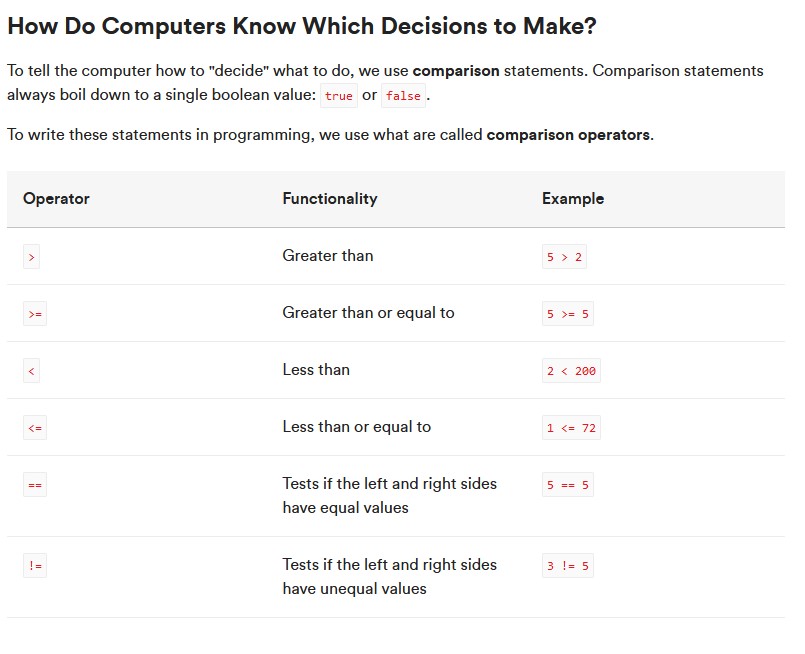 How Do Computers Know Which Decisions to Make?
To tell the computer how to "decide" what to do, we use comparison statements. Comparison statements
always boil down to a single boolean value: true or false.
To write these statements in programming, we use what are called comparison operators.
Operator Functionality Example
> Greater than 5 > 2
>= Greater than or equal to 5 >= 5
< Less than 2 < 200
<= Less than or equal to 1 <= 72
== Tests if the left and right sides 5 == 5
have equal values
!= Tests if the left and right sides 3 != 5
have unequal values